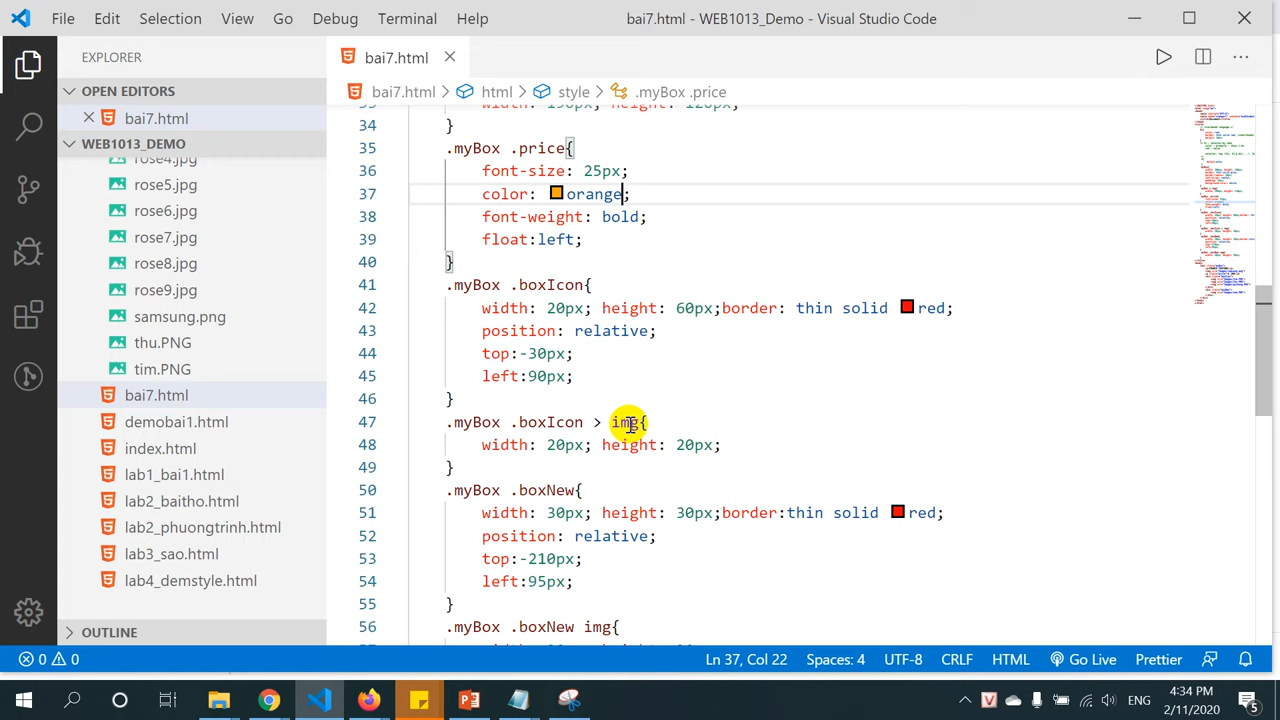 File Edit Selection View Go Debug Terminal Help bai7.html - WEB1013_Demo - Visual Studio Code
EXPLORER
bai7.html
OPEN EDITORS
bai7.html > html > style > .myBox .price
bai7.html
WEB1013_DEMO
rose4.jpg
rose5.jpg
rose6.jpg
rose7.jpg
rose8.jpg
rose9.jpg
samsung.png
thu.PNG
tim.PNG
bai7.html
demobai1.html
index.html
lab1_bai1.html
lab2_baitho.html
lab2_phuongtrinh.html
lab3_sao.html
lab4_demstyle.html
OUTLINE
34 }
35 .myBox .price{
36 font-size: 25px;
37 color: orange;
38 font-weight: bold;
39 float:left;
40 }
41 .myBox .boxIcon{
42 width: 20px; height: 60px;border: thin solid red;
43 position: relative;
44 top:-30px;
45 left:90px;
46 }
47 .myBox .boxIcon > img{
48 width: 20px; height: 20px;
49 }
50 .myBox .boxNew{
51 width: 30px; height: 30px;border:thin solid red;
52 position: relative;
53 top:-210px;
54 left:95px;
55 }
56 .myBox .boxNew img{
0 0 Ln 37, Col 22 Spaces: 4 UTF-8 CRLF HTML Go Live Prettier
ENG 4:34 PM
2/11/2020 5